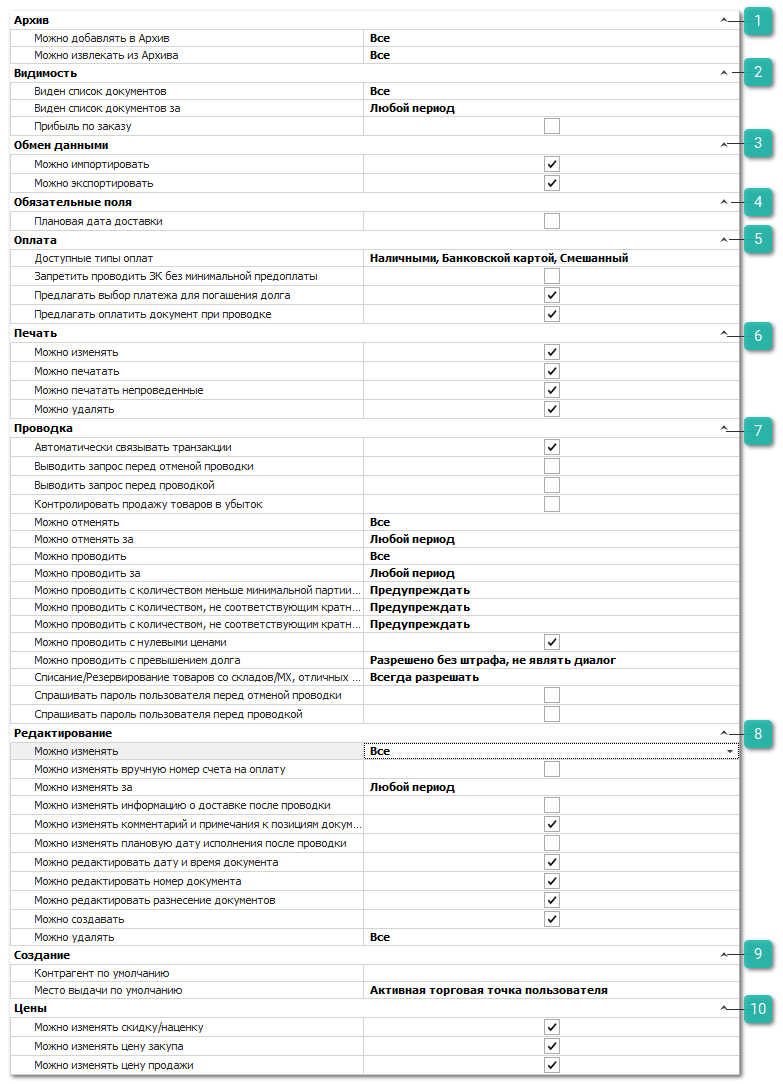 Архив 1
Можно добавлять в Архив Все
Можно извлекать из Архива Все
Видимость 2
Виден список документов Все
Виден список документов за Любой период
Прибыль по заказу
Обмен данными 3
Можно импортировать
Можно экспортировать
Обязательные поля 4
Плановая дата доставки
Оплата 5
Доступные типы оплат Наличными, Банковской картой, Смешанный
Запретить проводить ЗК без минимальной предоплаты
Предлагать выбор платежа для погашения долга
Предлагать оплатить документ при проводке
Печать 6
Можно изменять
Можно печатать
Можно печатать непроведенные
Можно удалять
Проводка 7
Автоматически связывать транзакции
Выводить запрос перед отменой проводки
Выводить запрос перед проводкой
Контролировать продажу товаров в убыток
Можно отменять Все
Можно отменять за Любой период
Можно проводить Все
Можно проводить за Любой период
Можно проводить с количеством меньше минимальной партии... Предупреждать
Можно проводить с количеством, не соответствующим кратн... Предупреждать
Можно проводить с количеством, не соответствующим кратн... Предупреждать
Можно проводить с нулевыми ценами
Можно проводить с превышением долга Разрешено без штрафа, не являть диалог
Списание/Резервирование товаров со складов/МХ, отличных ... Всегда разрешать
Спрашивать пароль пользователя перед отменой проводки
Спрашивать пароль пользователя перед проводкой
Редактирование 8
Можно изменять Все
Можно изменять вручную номер счета на оплату
Можно изменять за Любой период
Можно изменять информацию о доставке после проводки
Можно изменять комментарий и примечания к позициям докум...
Можно изменять плановую дату исполнения после проводки
Можно редактировать дату и время документа
Можно редактировать номер документа
Можно редактировать разнесение документов
Можно создавать
Можно удалять Все
Создание 9
Контрагент по умолчанию
Место выдачи по умолчанию Активная торговая точка пользователя
Цены 10
Можно изменять скидку/наценку
Можно изменять цену закупа
Можно изменять цену продажи